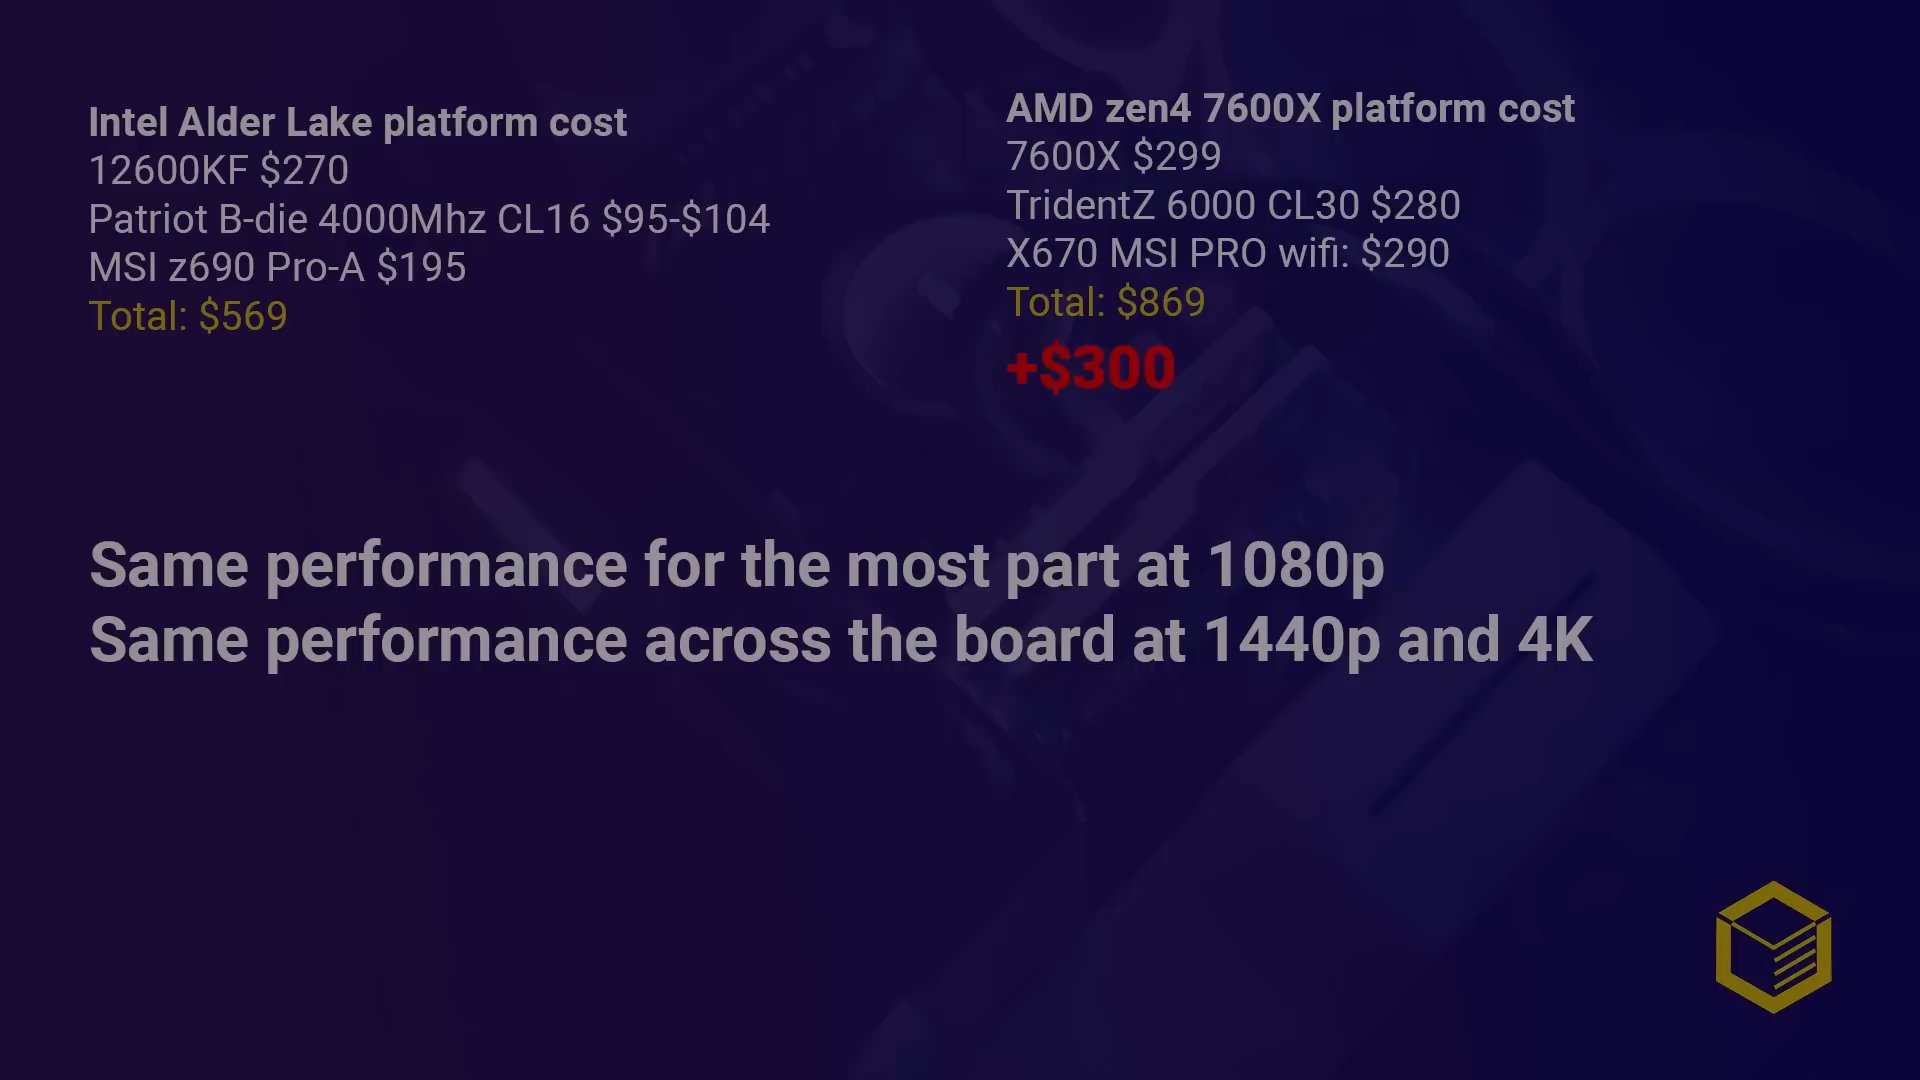 Intel Alder Lake platform cost
12600KF $270
Patriot B-die 4000Mhz CL16 $95-$104
MSI z690 Pro-A $195
Total: $569
AMD zen4 7600X platform cost
7600X $299
TridentZ 6000 CL30 $280
X670 MSI PRO wifi: $290
Total: $869
+$300
Same performance for the most part at 1080p
Same performance across the board at 1440p and 4K